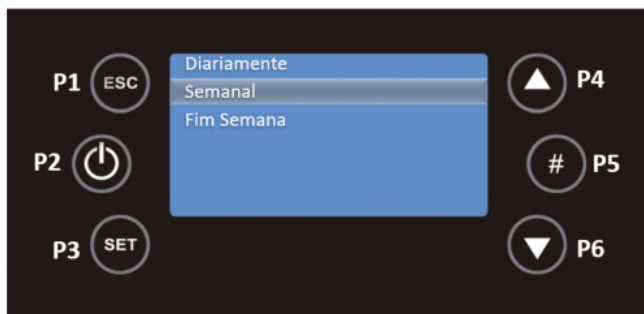 P1 ESC
Diariamente
Semanal
Fim Semana
P4
P2
# P5
P3 SET
P6